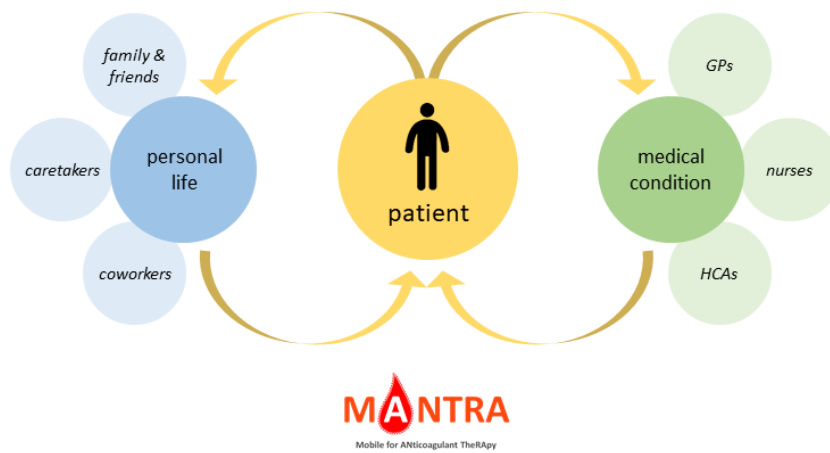 family &
friends
caretakers
coworkers
personal
life
patient
medical
condition
GPs
nurses
HCAs
MANTRA
Mobile for ANticoagulant TheRApy